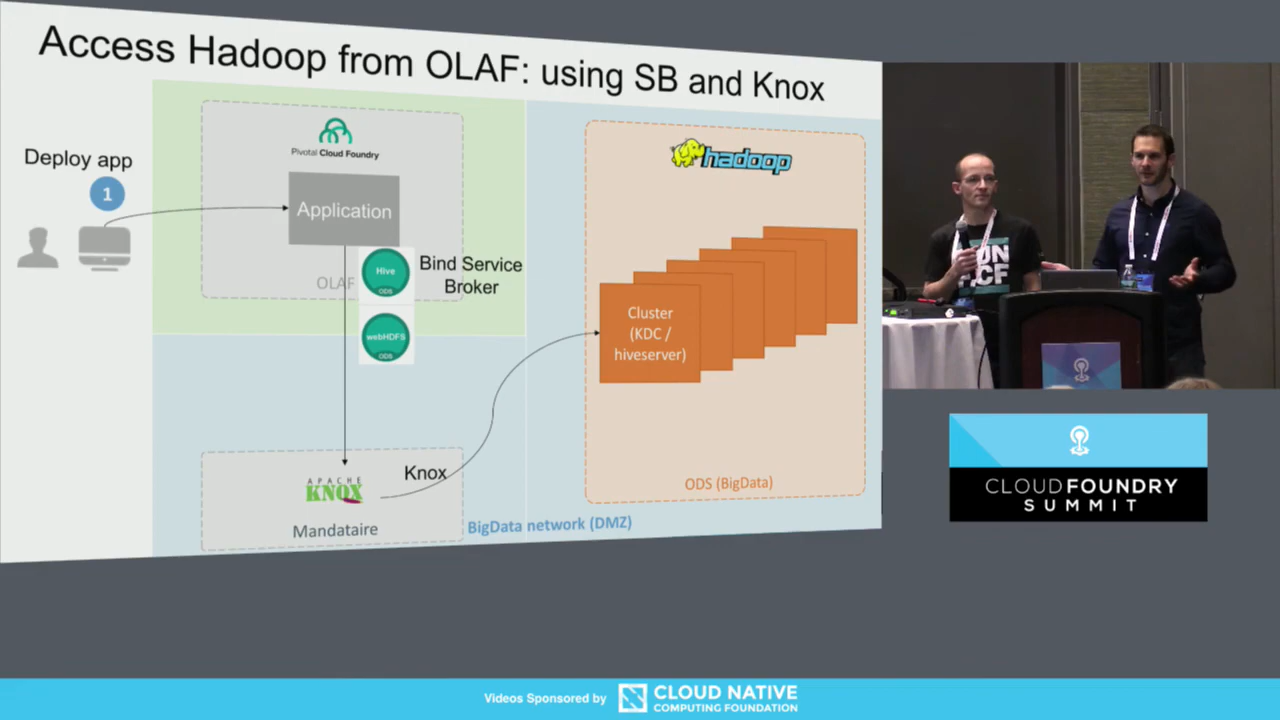 Access Hadoop from OLAF: using SB and Knox
Deploy app
1
Pivotal Cloud Foundry
Application
OLAF
Hive
ODS
webHDFS
ODS
Bind Service
Broker
APACHE
KNOX
Mandataire
Knox
BigData network (DMZ)
hadoop
Cluster
(KDC /
hiveserver)
ODS (BigData)
CLOUD FOUNDRY
SUMMIT
Videos Sponsored by
CLOUD NATIVE
COMPUTING FOUNDATION